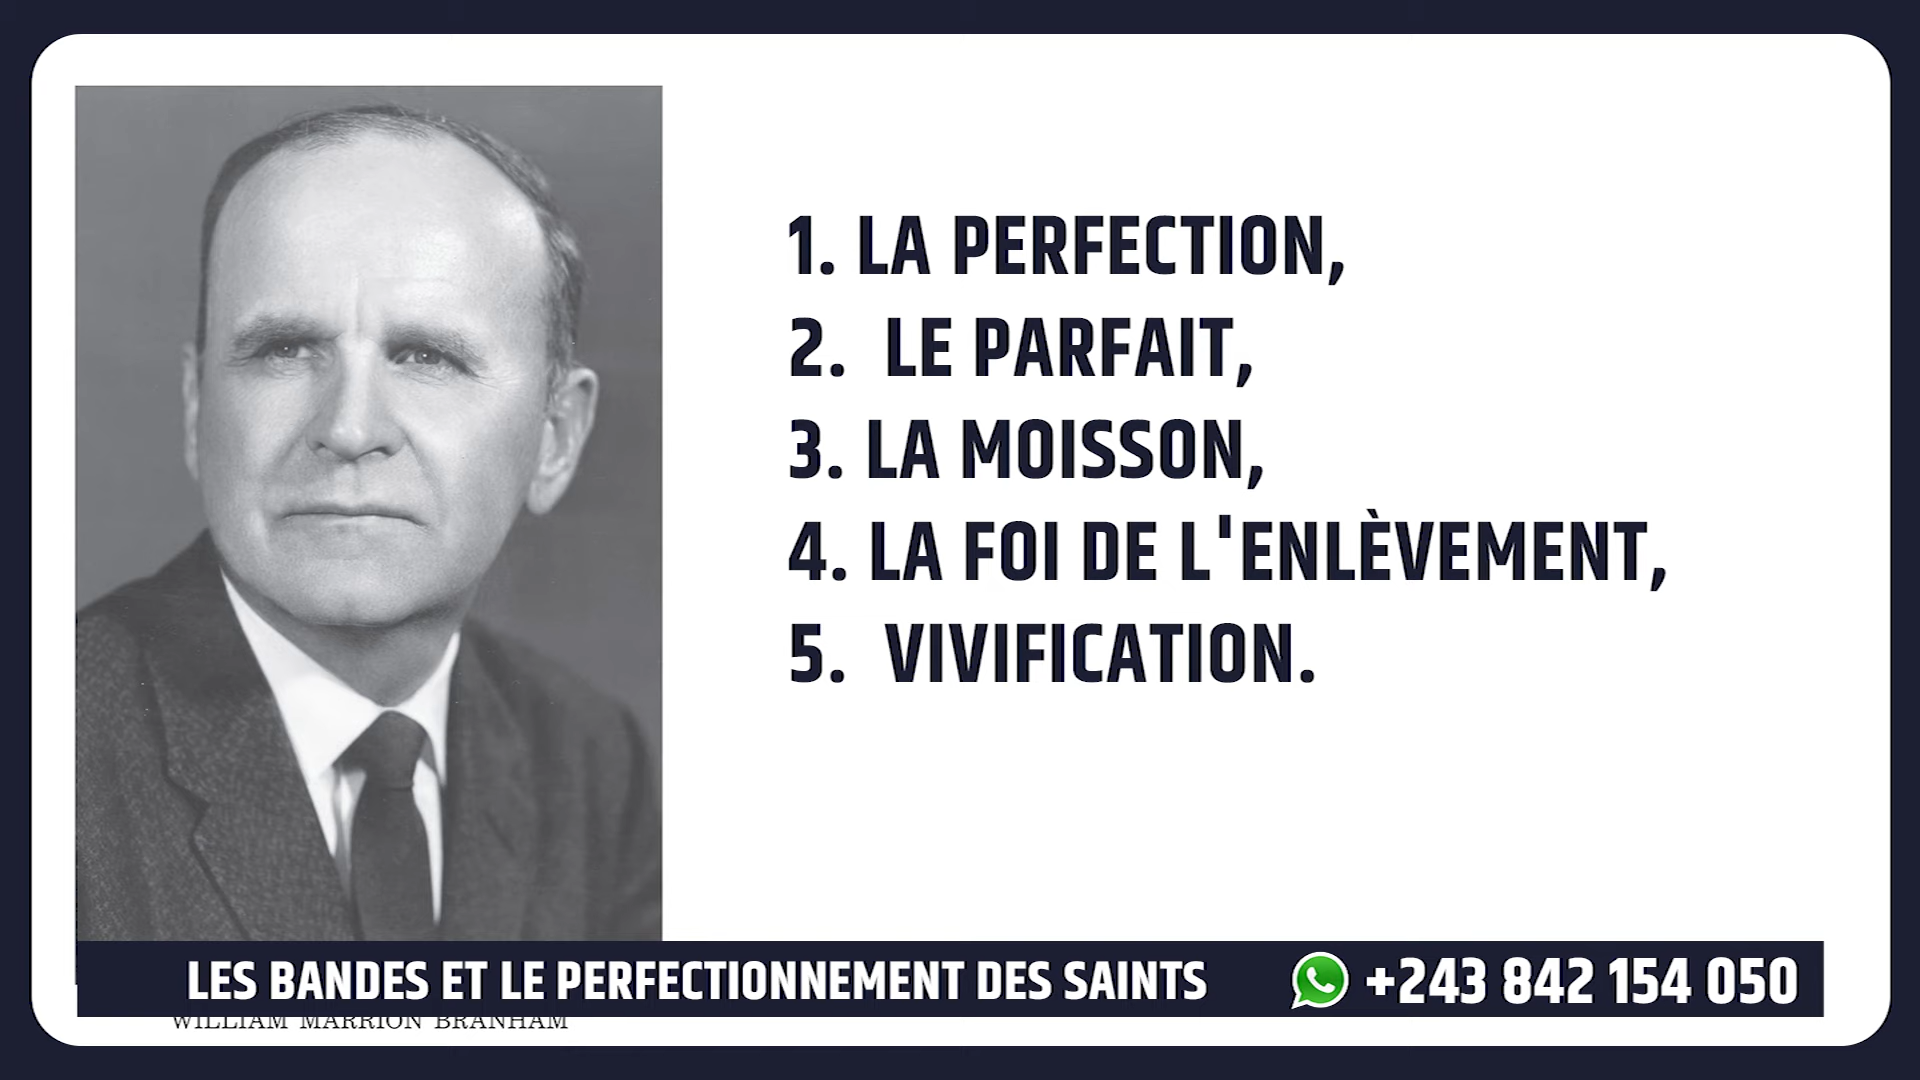 1. LA PERFECTION,
2. LE PARFAIT,
3. LA MOISSON,
4. LA FOI DE L'ENLÈVEMENT,
5. VIVIFICATION.
LES BANDES ET LE PERFECTIONNEMENT DES SAINTS
+243 842 154 050
WILLIAM MARRION BRANHAM